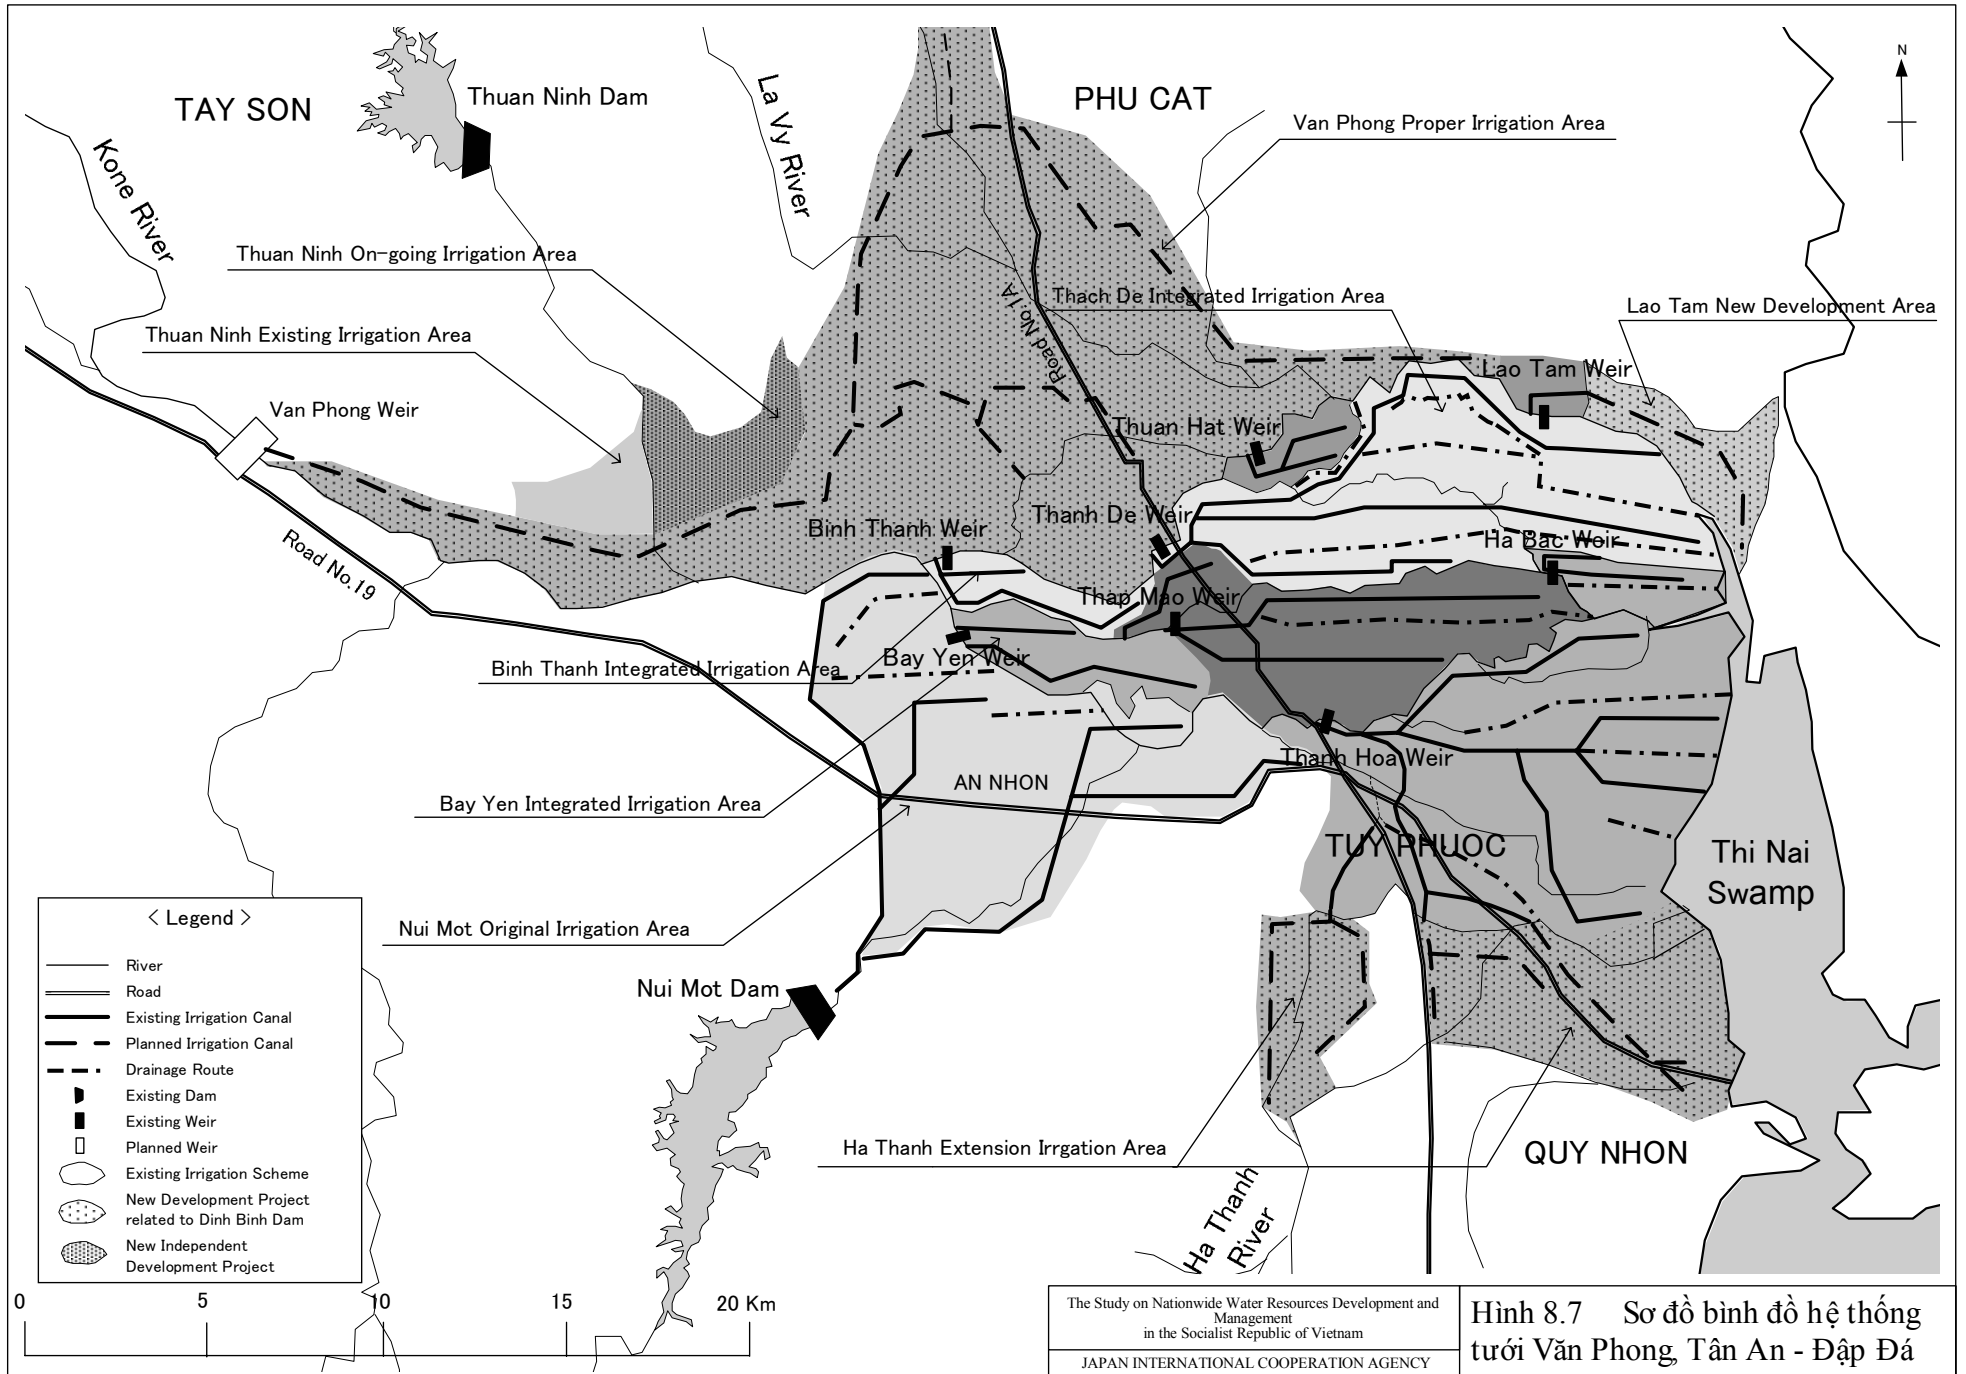 N
TAY SON
Thuan Ninh Dam
La Vy River
PHU CAT
Van Phong Proper Irrigation Area
Kone River
Thuan Ninh On-going Irrigation Area
Thach De Integrated Irrigation Area
Lao Tam New Development Area
Road No.1A
Thuan Ninh Existing Irrigation Area
Lao Tam Weir
Van Phong Weir
Thuan Hat Weir
Binh Thanh Weir
Thanh De Weir
Ha Bac Weir
Road No.19
Thap Mao Weir
Binh Thanh Integrated Irrigation Area
Bay Yen Weir
Thanh Hoa Weir
AN NHON
Bay Yen Integrated Irrigation Area
TUY PHUOC
Thi Nai
Swamp
Nui Mot Original Irrigation Area
Nui Mot Dam
Ha Thanh Extension Irrgation Area
QUY NHON
Ha Thanh
River
< Legend >
River
Road
Existing Irrigation Canal
Planned Irrigation Canal
Drainage Route
Existing Dam
Existing Weir
Planned Weir
Existing Irrigation Scheme
New Development Project
related to Dinh Binh Dam
New Independent
Development Project
0 5 10 15 20 Km
The Study on Nationwide Water Resources Development and
Management
in the Socialist Republic of Vietnam
JAPAN INTERNATIONAL COOPERATION AGENCY
Hình 8.7 Sơ đồ bình đồ hệ thống
tưới Văn Phong, Tân An - Đập Đá